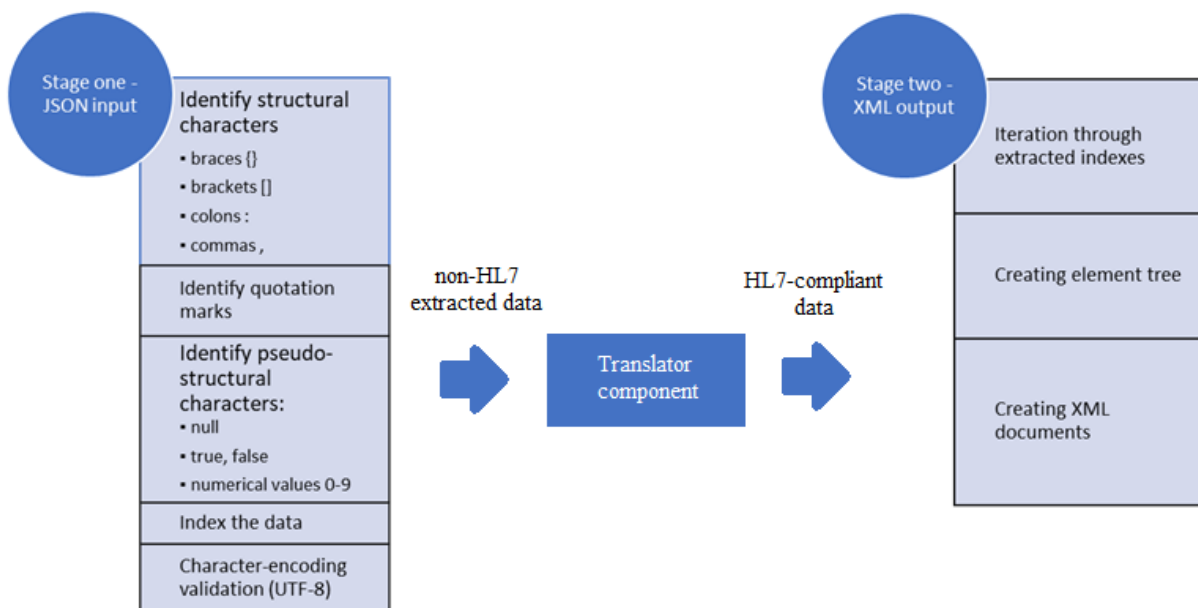 Stage one -
JSON input
Identify structural
characters
▪ braces {}
▪ brackets []
▪ colons :
▪ commas ,
Identify quotation
marks
Identify pseudo-
structural
characters:
▪ null
▪ true, false
▪ numerical values 0-9
Index the data
Character-encoding
validation (UTF-8)
non-HL7
extracted data
Translator
component
HL7-compliant
data
Stage two -
XML output
Iteration through
extracted indexes
Creating element tree
Creating XML
documents